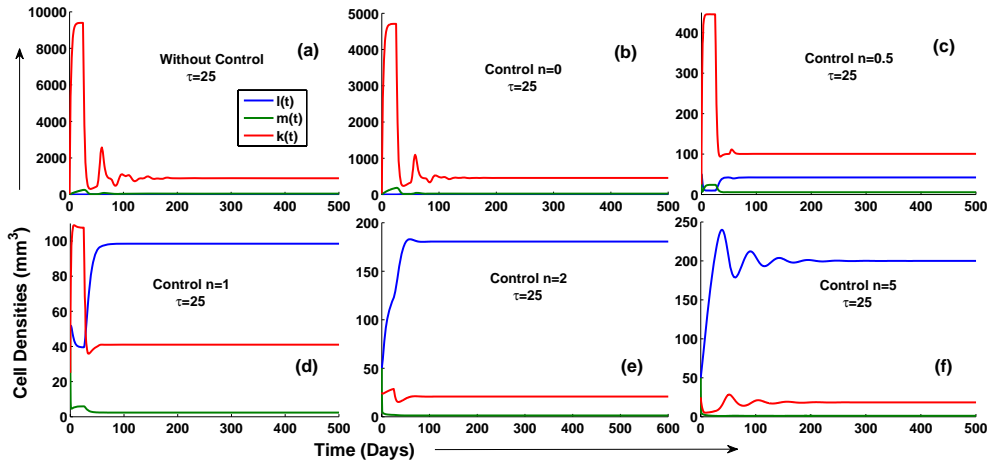 10000
8000
6000
4000
2000
0
0 100 200 300 400 500
(a)
Without Control
τ=25
l(t)
m(t)
k(t)
5000
4000
3000
2000
1000
0
0 100 200 300 400 500
(b)
Control n=0
τ=25
400
300
200
100
0
0 100 200 300 400 500
(c)
Control n=0.5
τ=25
100
80
60
40
20
0
0 100 200 300 400 500
Control n=1
τ=25
(d)
200
150
100
50
0
0 100 200 300 400 500 600
Control n=2
τ=25
(e)
300
250
200
150
100
50
0
0 100 200 300 400 500
Control n=5
τ=25
(f)
Cell Densities (mm³)
Time (Days)